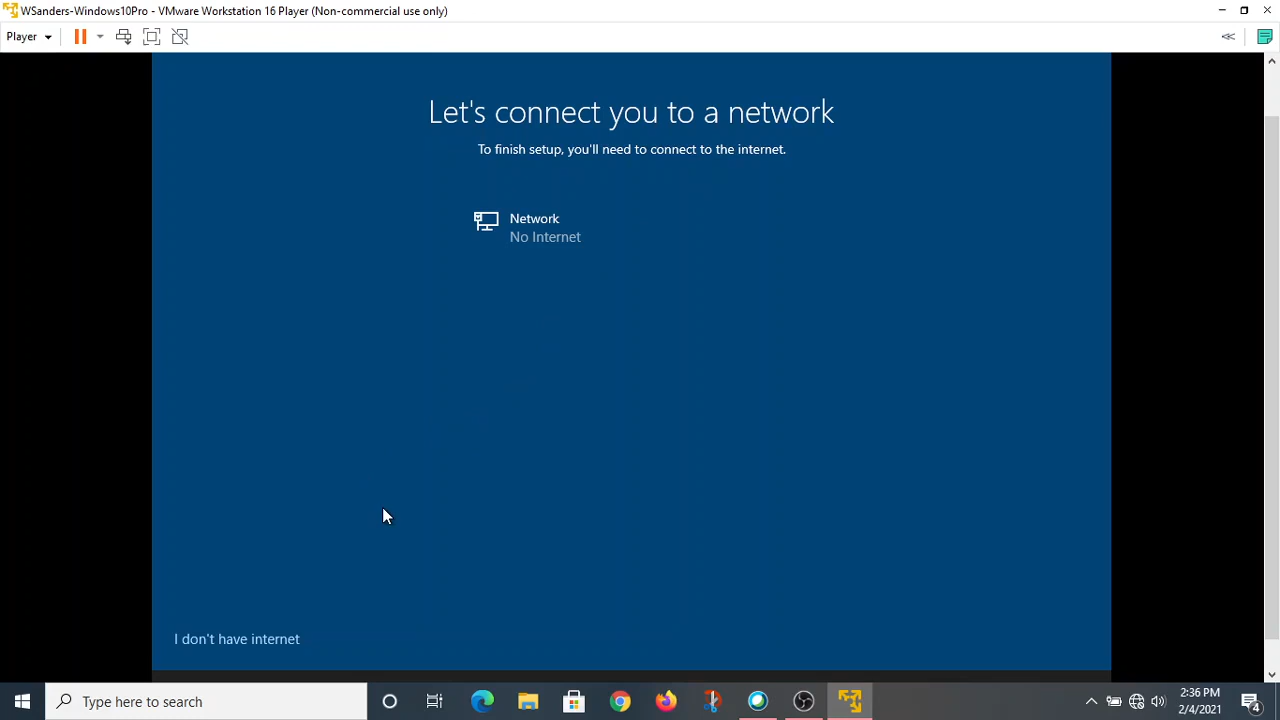 WSanders-Windows10Pro - VMware Workstation 16 Player (Non-commercial use only)
Player
Let's connect you to a network
To finish setup, you'll need to connect to the internet.
Network
No Internet
I don't have internet
Type here to search
2:36 PM
2/4/2021
4